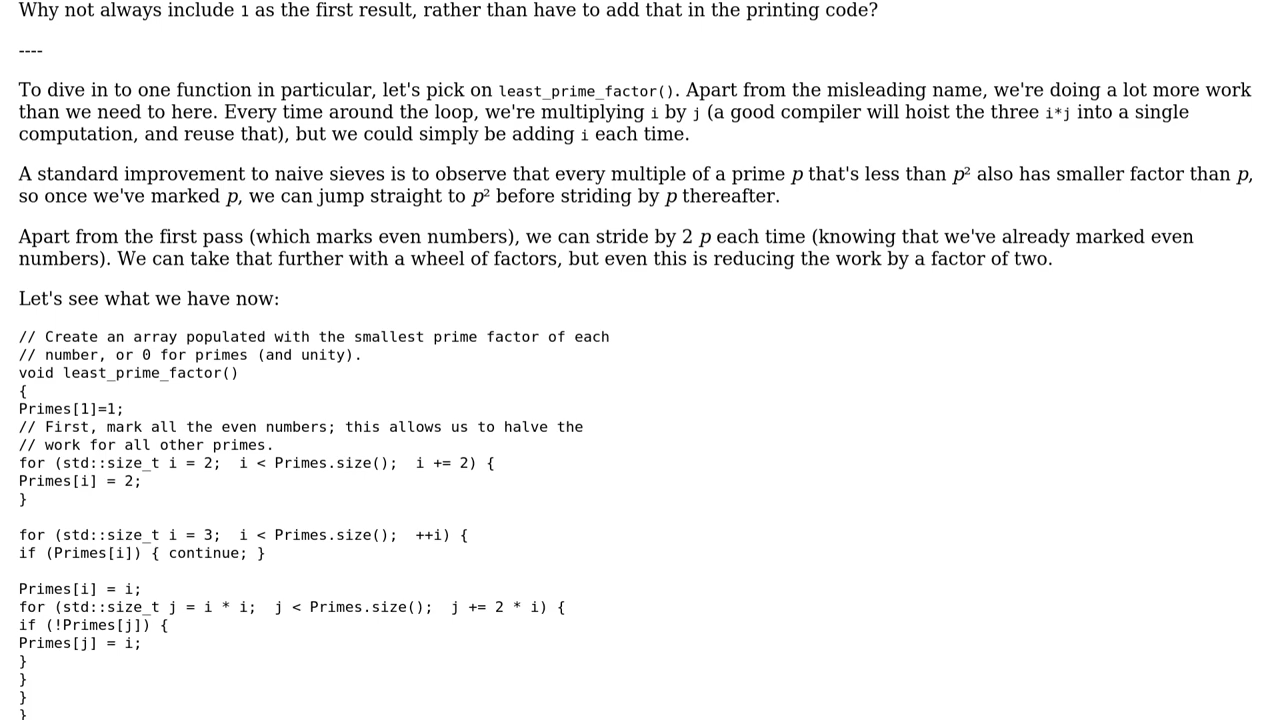 Why not always include 1 as the first result, rather than have to add that in the printing code?
----
To dive in to one function in particular, let's pick on least_prime_factor(). Apart from the misleading name, we're doing a lot more work
than we need to here. Every time around the loop, we're multiplying i by j (a good compiler will hoist the three i*j into a single
computation, and reuse that), but we could simply be adding i each time.
A standard improvement to naive sieves is to observe that every multiple of a prime p that's less than p² also has smaller factor than p,
so once we've marked p, we can jump straight to p² before striding by p thereafter.
Apart from the first pass (which marks even numbers), we can stride by 2 p each time (knowing that we've already marked even
numbers). We can take that further with a wheel of factors, but even this is reducing the work by a factor of two.
Let's see what we have now:
// Create an array populated with the smallest prime factor of each
// number, or 0 for primes (and unity).
void least_prime_factor()
{
Primes[1]=1;
// First, mark all the even numbers; this allows us to halve the
// work for all other primes.
for (std::size_t i = 2;  i < Primes.size();  i += 2) {
Primes[i] = 2;
}
for (std::size_t i = 3;  i < Primes.size();  ++i) {
if (Primes[i]) { continue; }
Primes[i] = i;
for (std::size_t j = i * i;  j < Primes.size();  j += 2 * i) {
if (!Primes[j]) {
Primes[j] = i;
}
}
}
}